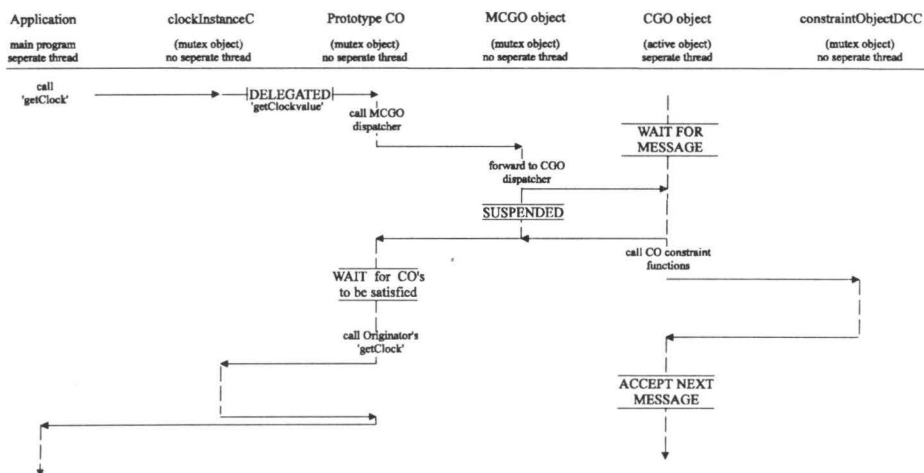 Application
clockInstanceC
Prototype CO
MCGO object
CGO object
constraintObjectDCC
main program
(mutex object)
(mutex object)
(mutex object)
(active object)
(mutex object)
seperate thread
no seperate thread
no seperate thread
no seperate thread
seperate thread
no seperate thread
call
'getClock'
DELEGATED
'getClockvalue'
call MCGO
dispatcher
WAIT FOR
MESSAGE
forward to CGO
dispatcher
SUSPENDED
call CO constraint
functions
WAIT for CO's
to be satisfied
call Originator's
'getClock'
ACCEPT NEXT
MESSAGE